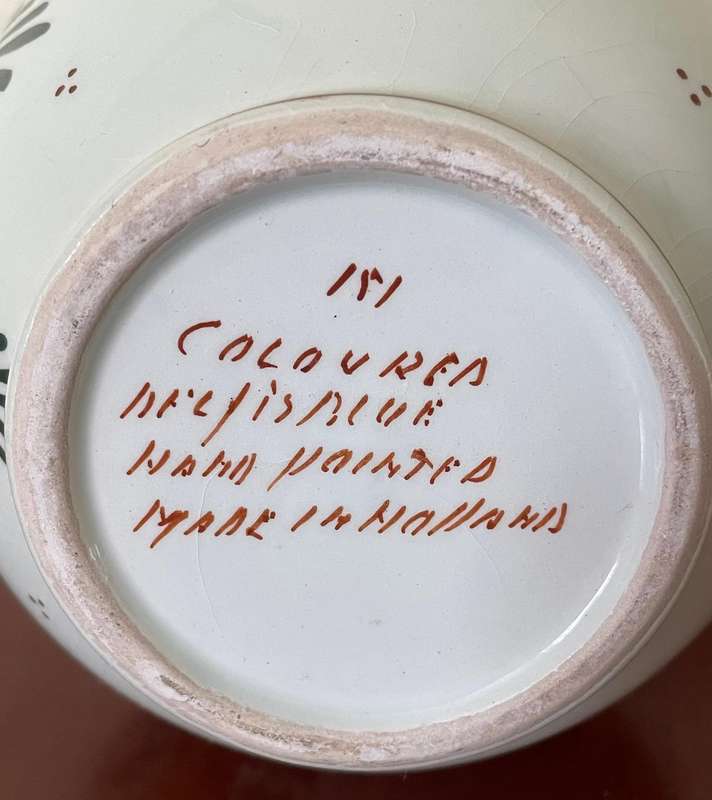 151
COLOURED
DELFTSBLUE
HAND PAINTED
MADE IN HOLLAND